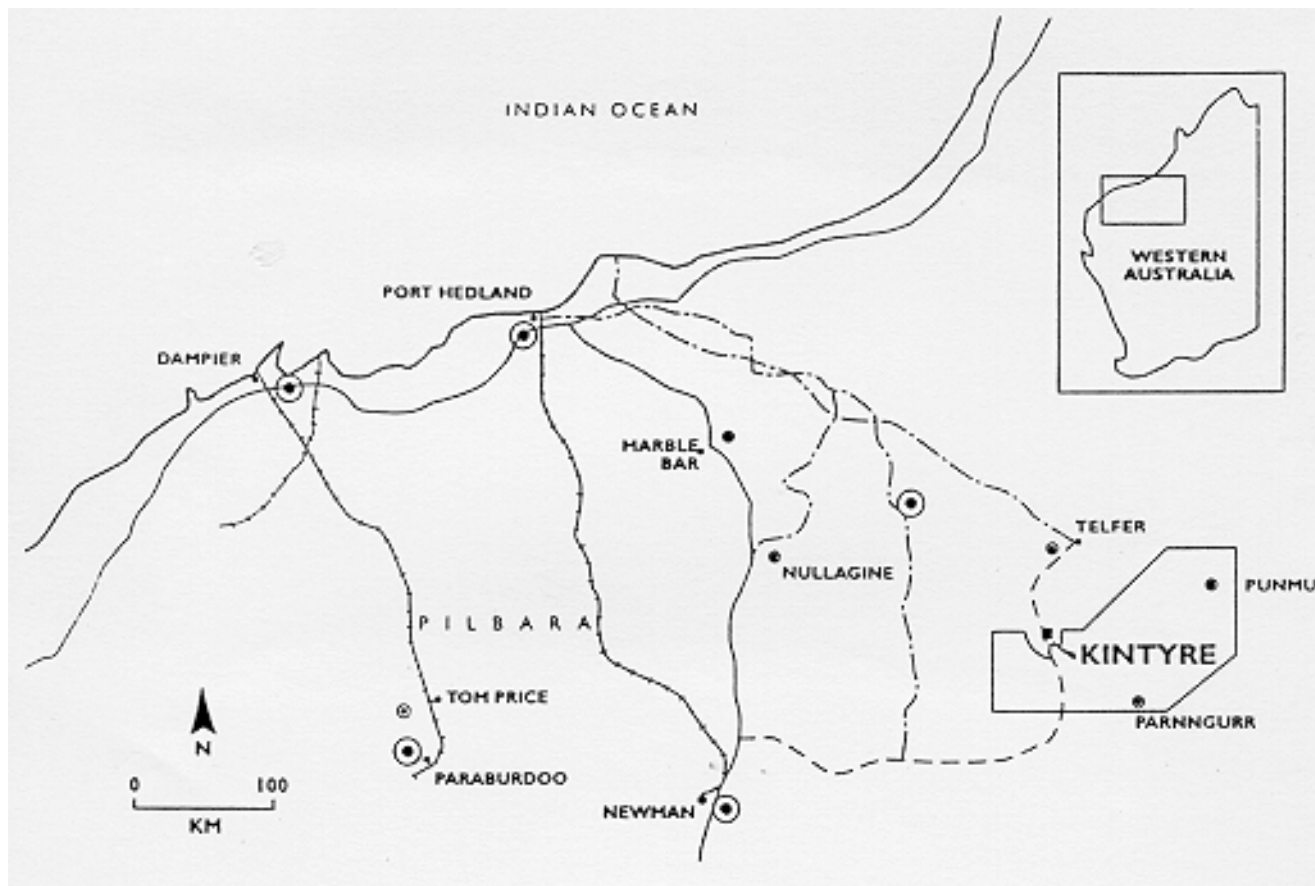 INDIAN OCEAN
WESTERN
AUSTRALIA
PORT HEDLAND
DAMPIER
MARBLE
BAR
TELFER
NULLAGINE
PUNMU
PILBARA
KINTYRE
TOM PRICE
PARNNGURR
N
PARABURDOO
0 100
KM
NEWMAN